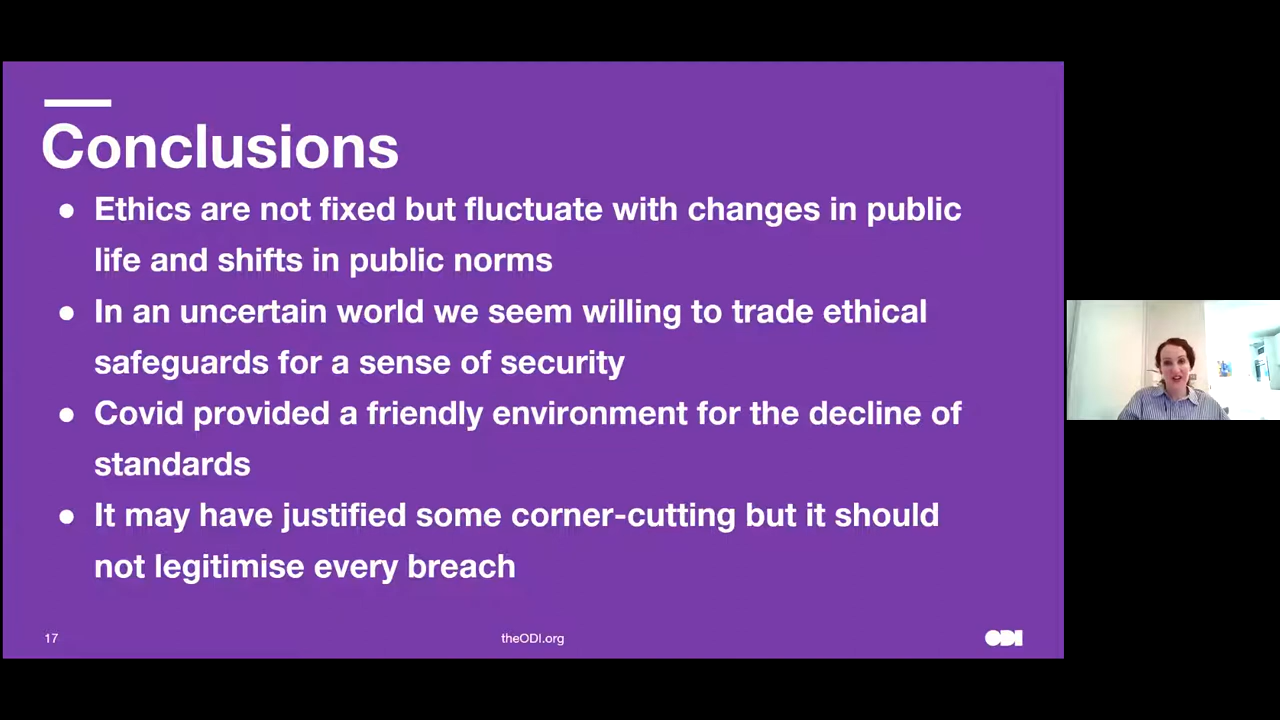 Conclusions
● Ethics are not fixed but fluctuate with changes in public
life and shifts in public norms
● In an uncertain world we seem willing to trade ethical
safeguards for a sense of security
● Covid provided a friendly environment for the decline of
standards
● It may have justified some corner-cutting but it should
not legitimise every breach
17
theODI.org
ODI